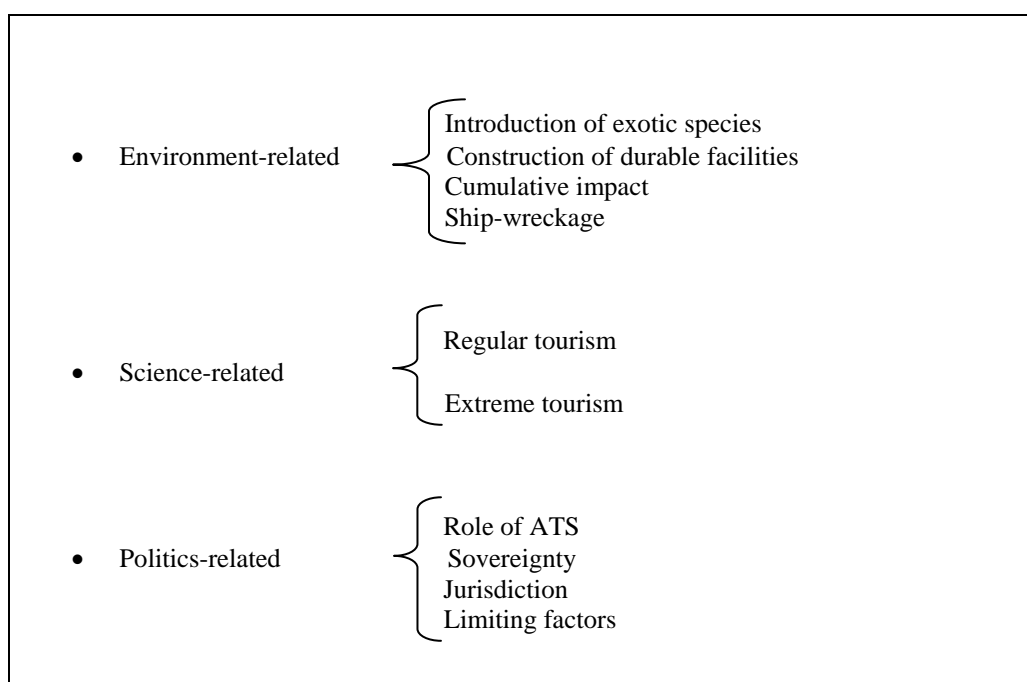 Introduction of exotic species
• Environment-related
Construction of durable facilities
Cumulative impact
Ship-wreckage
Regular tourism
• Science-related
Extreme tourism
Role of ATS
• Politics-related
Sovereignty
Jurisdiction
Limiting factors